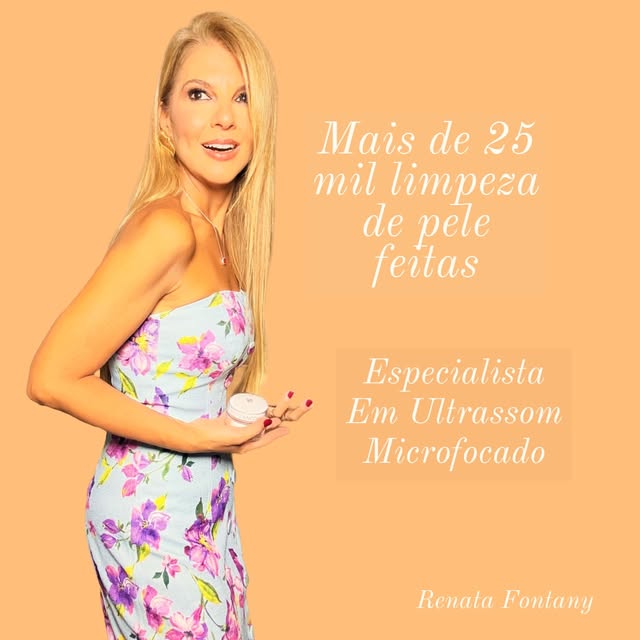 Mais de 25
mil limpeza
de pele
feitas
Especialista
Em Ultrassom
Microfocado
Renata Fontany